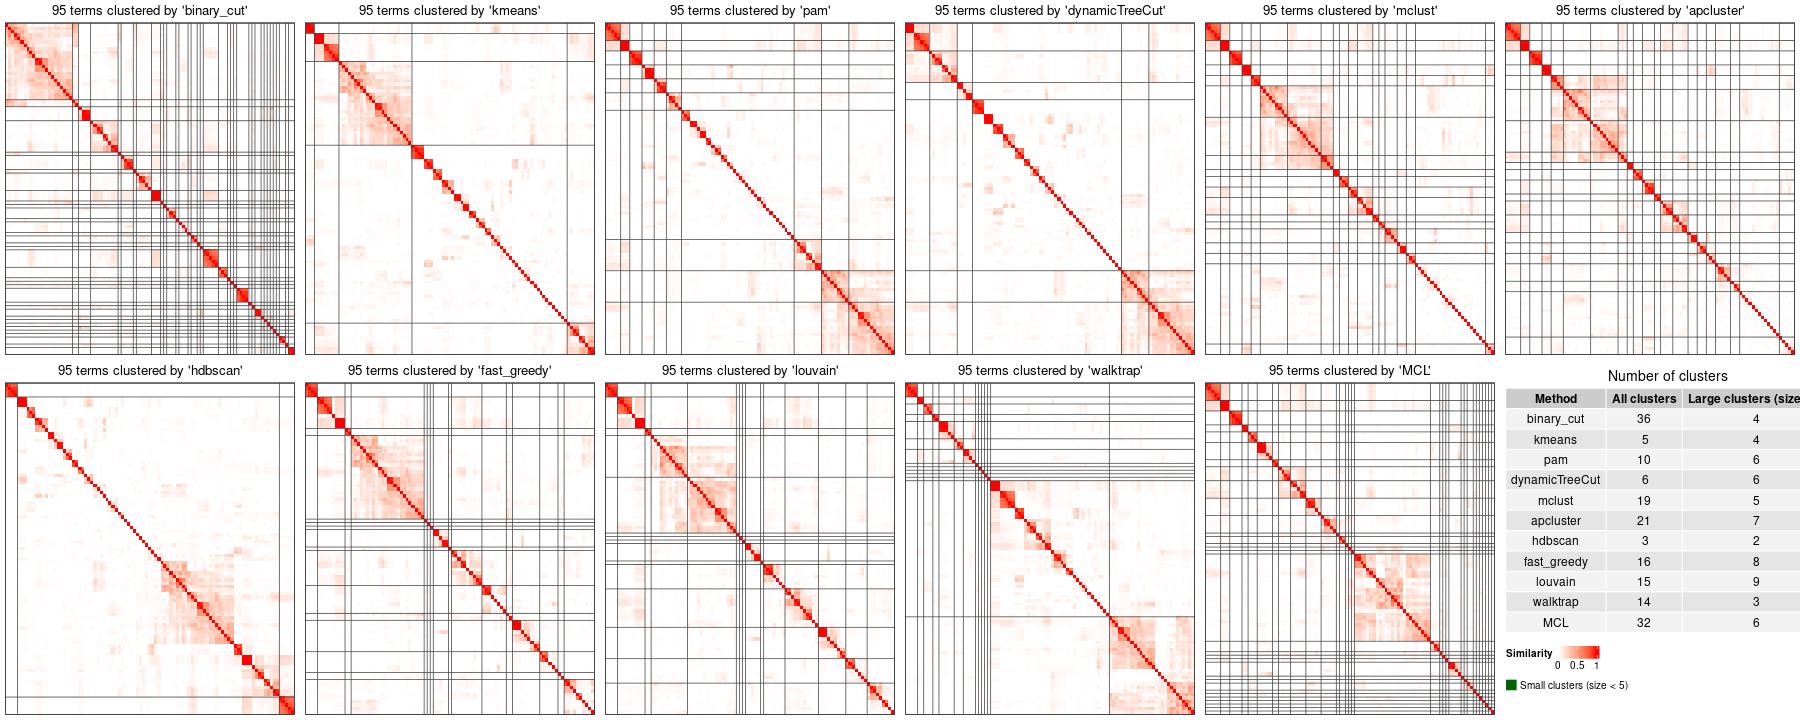 95 terms clustered by 'binary_cut'
95 terms clustered by 'kmeans'
95 terms clustered by 'pam'
95 terms clustered by 'dynamicTreeCut'
95 terms clustered by 'mclust'
95 terms clustered by 'apcluster'
95 terms clustered by 'hdbscan'
95 terms clustered by 'fast_greedy'
95 terms clustered by 'louvain'
95 terms clustered by 'walktrap'
95 terms clustered by 'MCL'
Number of clusters
Method All clusters Large clusters (size
binary_cut 36 4
kmeans 5 4
pam 10 6
dynamicTreeCut 6 6
mclust 19 5
apcluster 21 7
hdbscan 3 2
fast_greedy 16 8
louvain 15 9
walktrap 14 3
MCL 32 6
Similarity
0 0.5 1
Small clusters (size < 5)